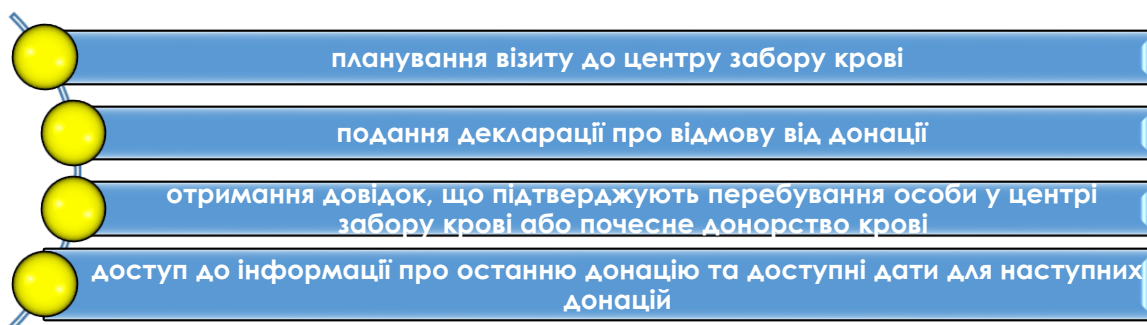 планування візиту до центру забору крові
подання декларації про відмову від донації
отримання довідок, що підтверджують перебування особи у центрі
забору крові або почесне донорство крові
доступ до інформації про останню донацію та доступні дати для наступних
донацій